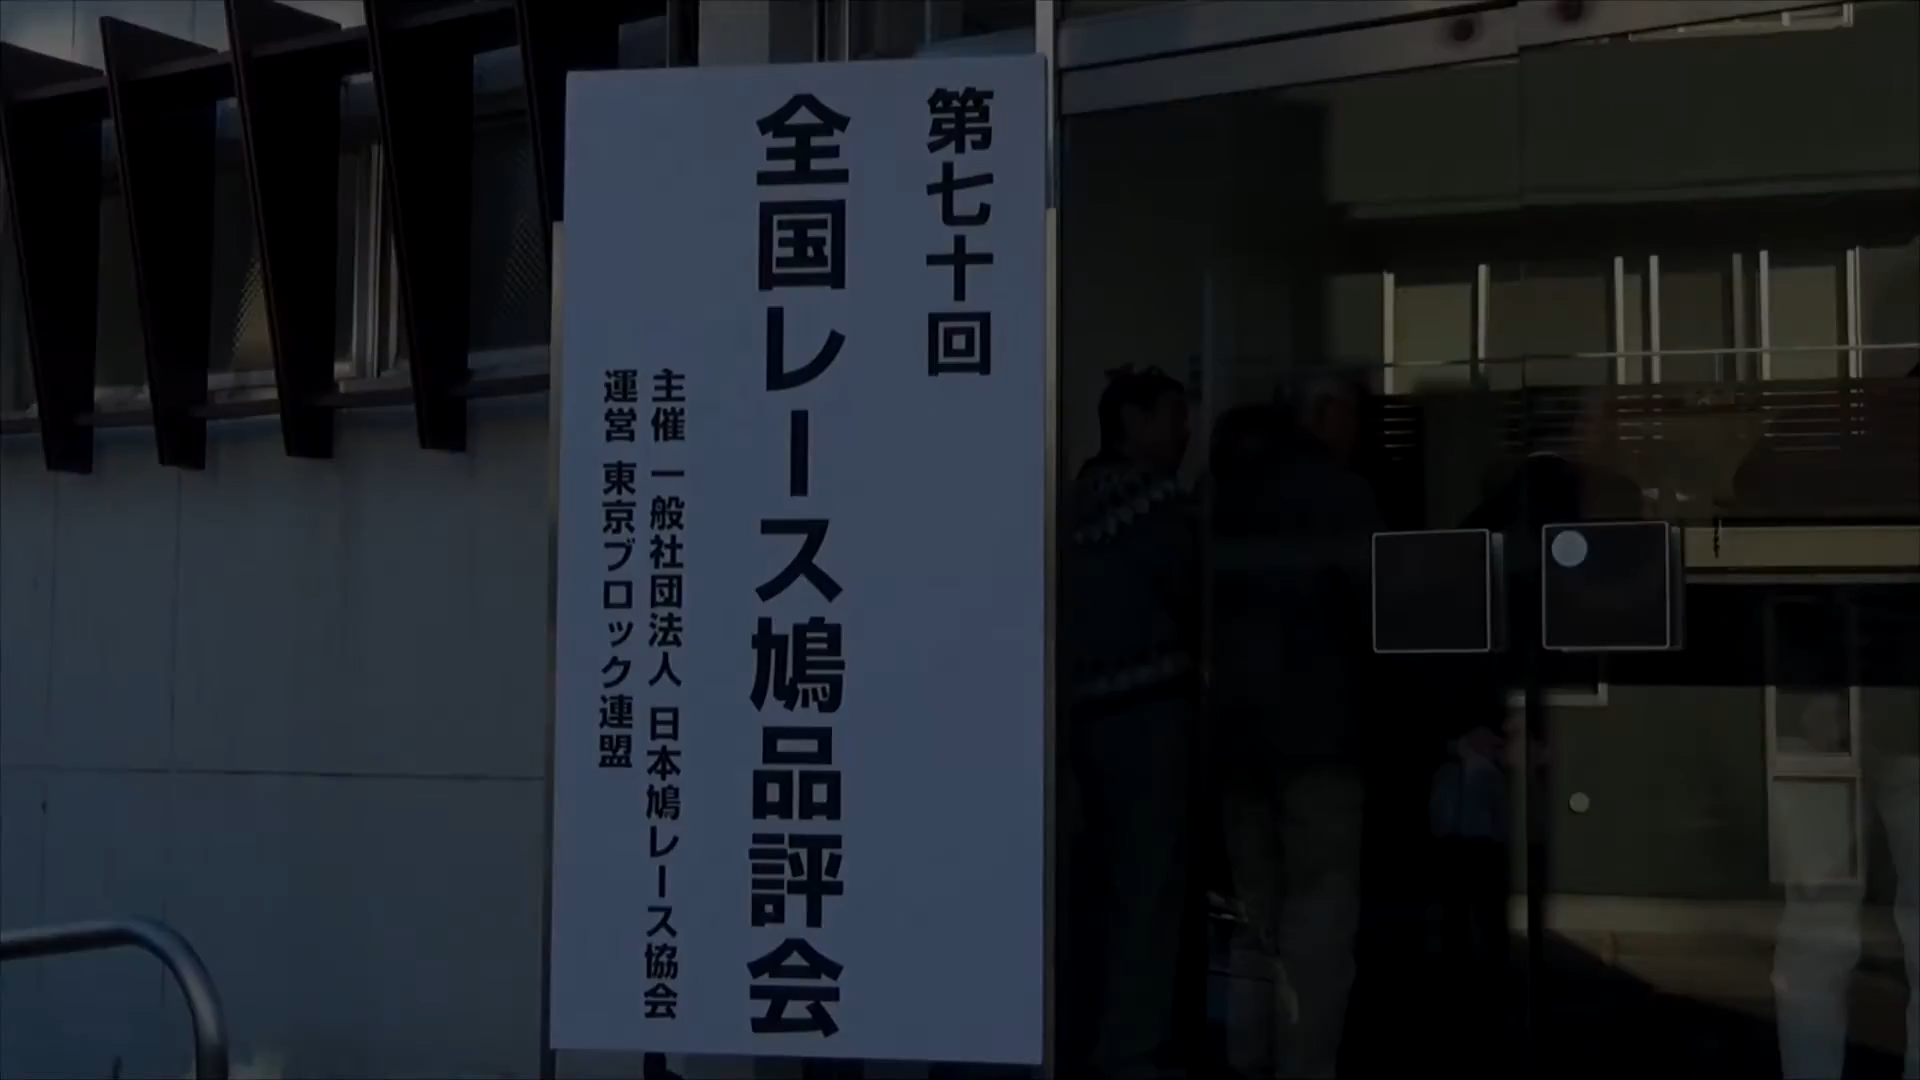 第七十回
全国レース鳩品評会
主催 一般社団法人 日本鳩レース協会
運営 東京ブロック連盟